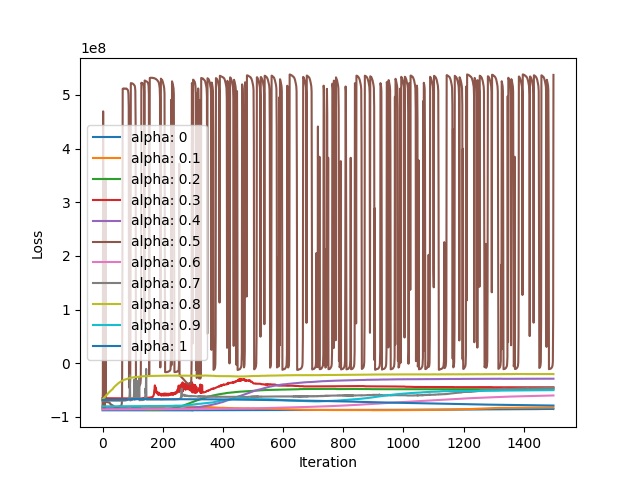 1e8
5
4
3
2
1
0
−1
Loss
alpha: 0
alpha: 0.1
alpha: 0.2
alpha: 0.3
alpha: 0.4
alpha: 0.5
alpha: 0.6
alpha: 0.7
alpha: 0.8
alpha: 0.9
alpha: 1
0 200 400 600 800 1000 1200 1400
Iteration